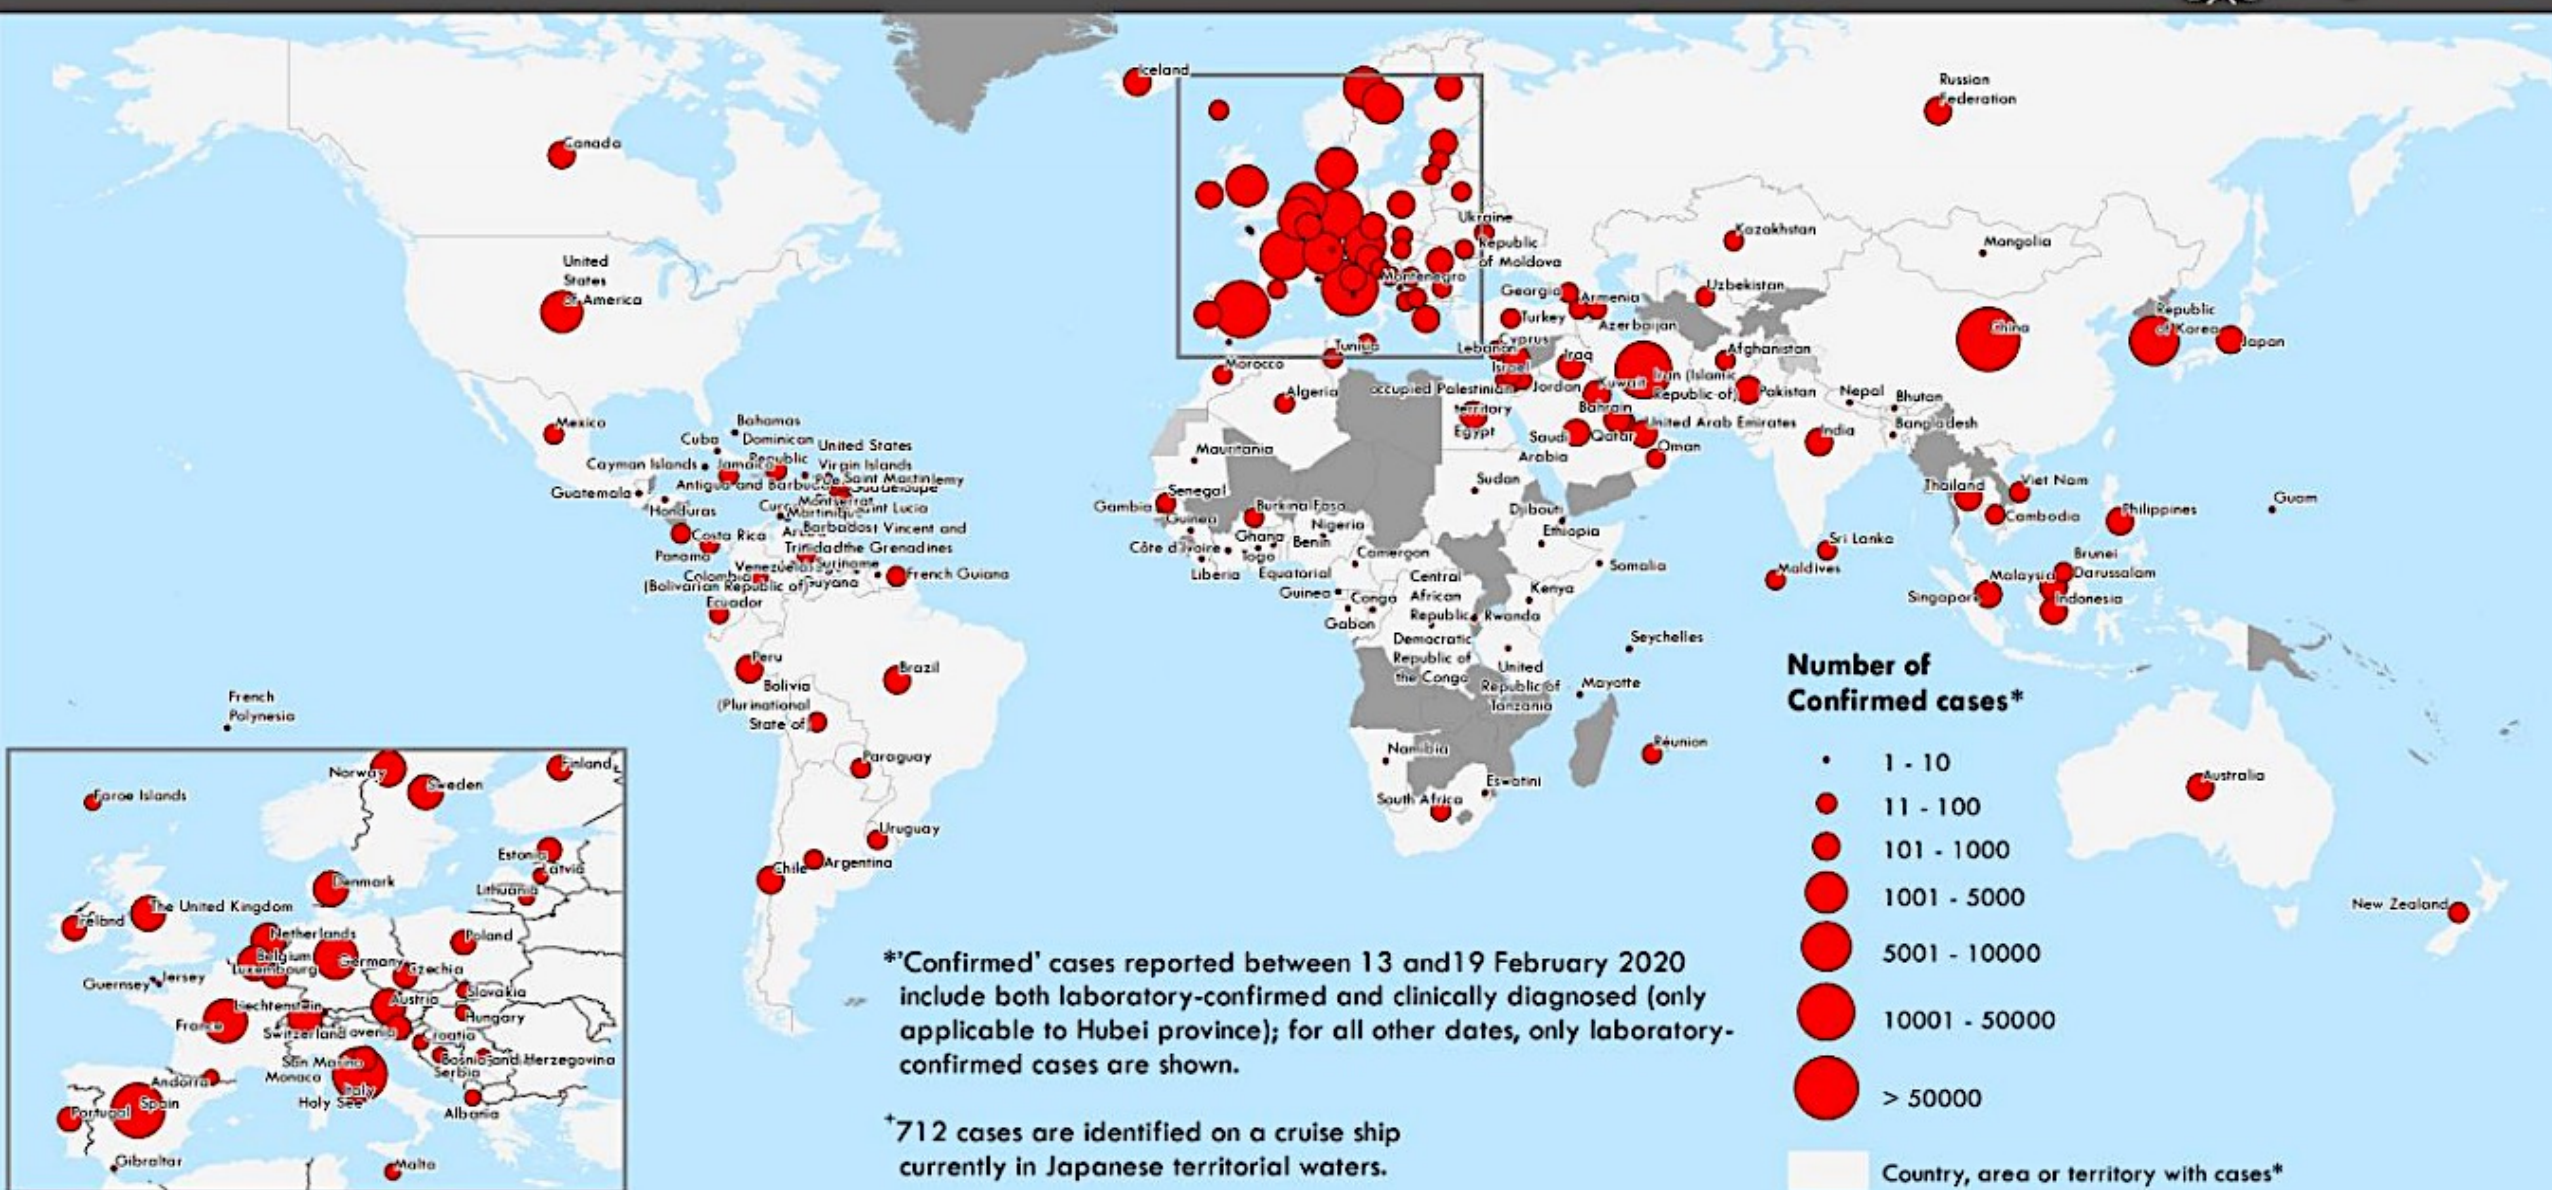 Iceland
Russian
Federation
Canada
Ukraine
Republic
of Moldova
Kazakhstan
Mongolia
United
States
of America
Montenegro
Georgia
Armenia
Uzbekistan
Turkey
Azerbaijan
Republic
of Korea
China
Japan
Tunisia
Lebanon
Cyprus
Iraq
Afghanistan
Morocco
Israel
Iran (Islamic
Republic of)
Algeria
occupied Palestinian
territory
Jordan
Kuwait
Pakistan
Nepal
Bhutan
Bahrain
Mexico
Bahamas
Cuba
Dominican
Republic
United States
Virgin Islands
Cayman Islands
Jamaica
Saint Martin
Antigua and Barbuda
Guadeloupe
Montserrat
Guatemala
Honduras
Martinique
Saint Lucia
Barbados
Vincent and
the Grenadines
Costa Rica
Panama
Trinidad
Venezuela
(Bolivarian Republic of)
Suriname
Colombia
Guyana
French Guiana
Ecuador
Egypt
Saudi
Arabia
Qatar
United Arab Emirates
Oman
India
Bangladesh
Mauritania
Sudan
Senegal
Gambia
Burkina Faso
Guinea
Nigeria
Djibouti
Ghana
Benin
Ethiopia
Côte d'Ivoire
Togo
Cameroon
Liberia
Equatorial
Guinea
Central
African
Republic
Somalia
Congo
Kenya
Gabon
Rwanda
Democratic
Republic of
the Congo
Seychelles
United
Republic of
Tanzania
Mayotte
Thailand
Viet Nam
Cambodia
Philippines
Guam
Sri Lanka
Maldives
Brunei
Darussalam
Malaysia
Singapore
Indonesia
Peru
Brazil
Bolivia
(Plurinational
State of)
French
Polynesia
Paraguay
Uruguay
Chile
Argentina
Namibia
Réunion
Eswatini
South Africa
Australia
New Zealand
Norway
Sweden
Finland
Faroe Islands
Estonia
Latvia
Lithuania
Denmark
The United Kingdom
Ireland
Netherlands
Poland
Belgium
Luxembourg
Germany
Czechia
Guernsey
Jersey
Slovakia
Liechtenstein
Austria
Hungary
France
Switzerland
Slovenia
Croatia
San Marino
Bosnia and Herzegovina
Monaco
Serbia
Andorra
Italy
Holy See
Spain
Albania
Portugal
Gibraltar
Malta
Number of
Confirmed cases*
1 - 10
11 - 100
101 - 1000
1001 - 5000
5001 - 10000
10001 - 50000
> 50000
Country, area or territory with cases*
*'Confirmed' cases reported between 13 and19 February 2020
include both laboratory-confirmed and clinically diagnosed (only
applicable to Hubei province); for all other dates, only laboratory-
confirmed cases are shown.
+712 cases are identified on a cruise ship
currently in Japanese territorial waters.